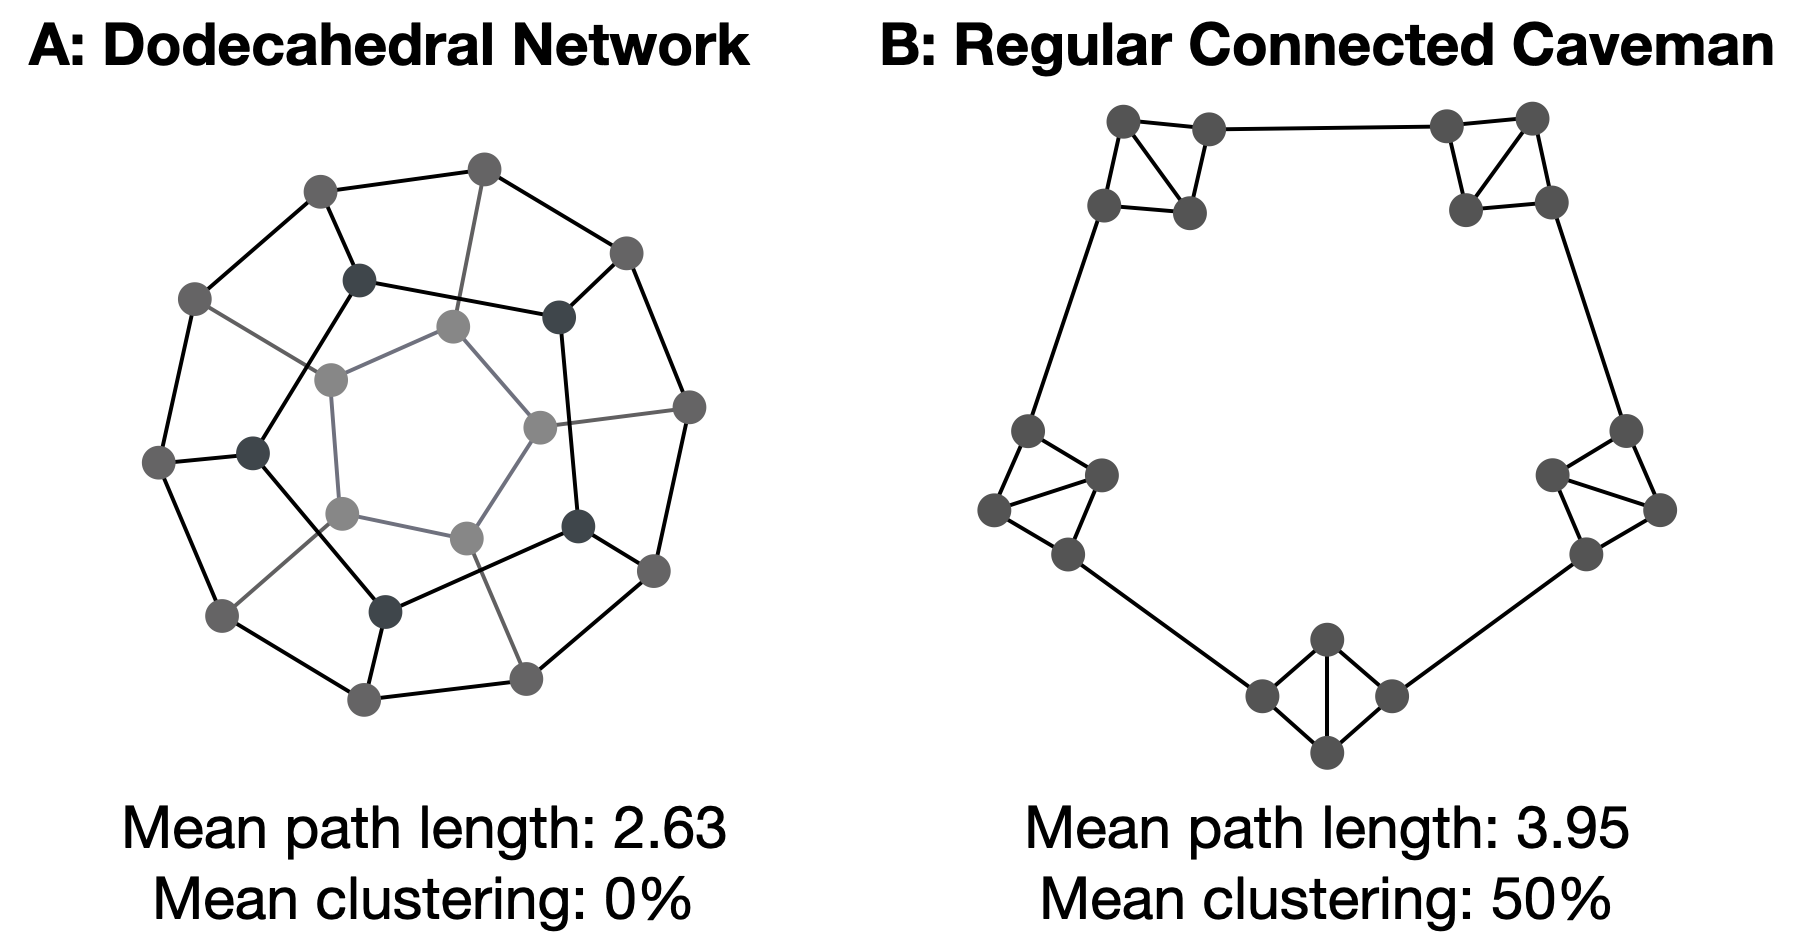 A: Dodecahedral Network
B: Regular Connected Caveman
Mean path length: 2.63
Mean clustering: 0%
Mean path length: 3.95
Mean clustering: 50%